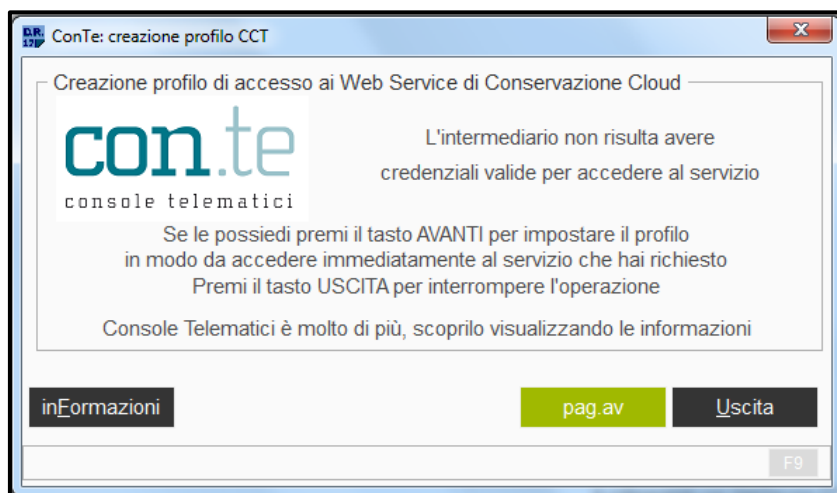 D.R.
17
ConTe: creazione profilo CCT
x
Creazione profilo di accesso ai Web Service di Conservazione Cloud
con.te
console telematici
L'intermediario non risulta avere
credenziali valide per accedere al servizio
Se le possiedi premi il tasto AVANTI per impostare il profilo
in modo da accedere immediatamente al servizio che hai richiesto
Premi il tasto USCITA per interrompere l'operazione
Console Telematici è molto di più, scoprilo visualizzando le informazioni
inFormazioni
pag.av
Uscita
F9